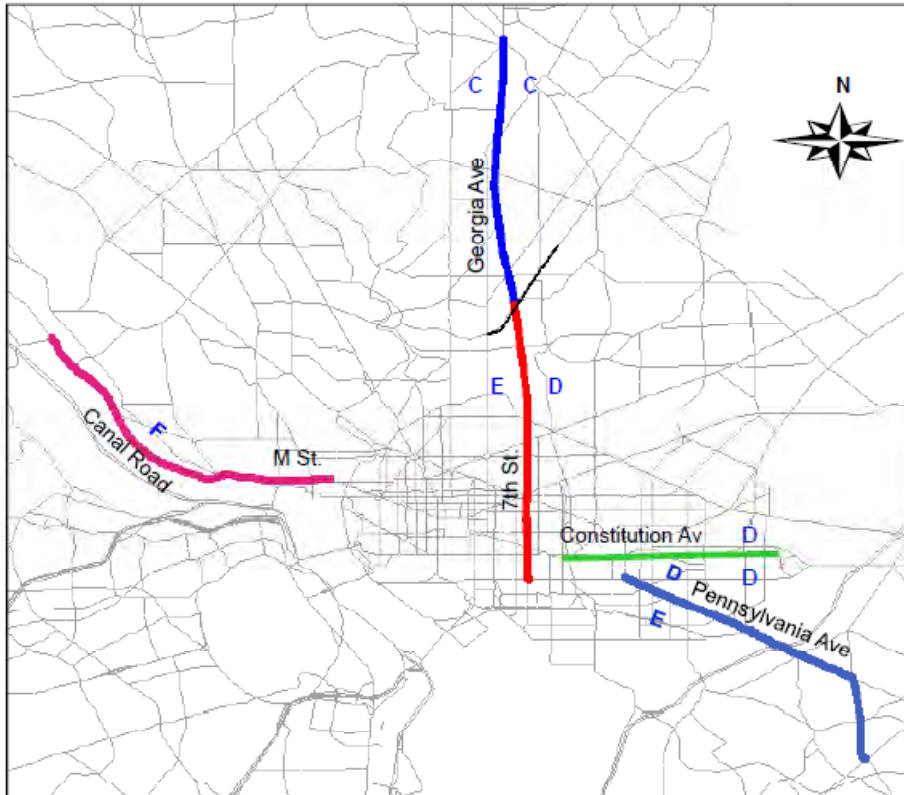 C C
N
Georgia Ave
E D
F
Canal Road
M St.
7th St.
Constitution Av D
D D
Pennsylvania Ave
E